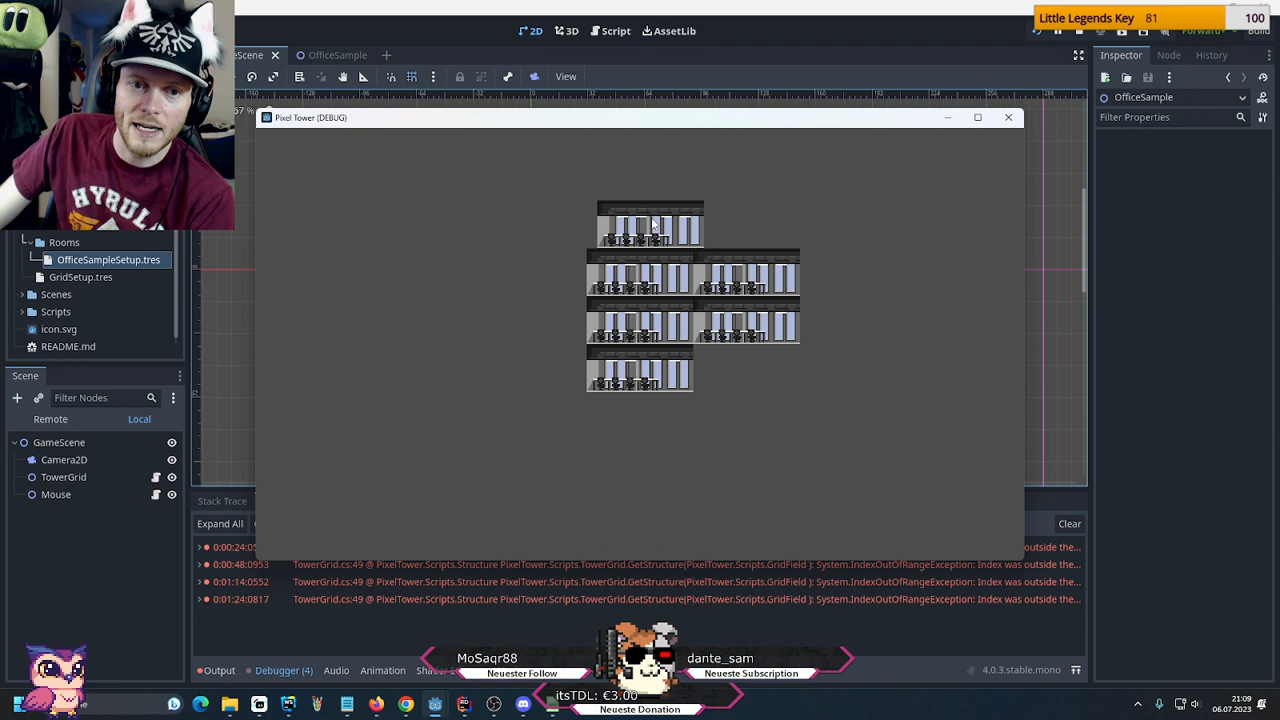 Little Legends Key 81 100
2D 3D Script AssetLib
OfficeSample
View
Inspector Node History
OfficeSample
Filter Properties
Pixel Tower (DEBUG)
Rooms
OfficeSampleSetup.tres
GridSetup.tres
Scenes
Scripts
icon.svg
README.md
Scene
Filter Nodes
Remote Local
GameScene
Camera2D
TowerGrid
Mouse
Stack Trace
Expand All Clear
outside the...
0:00:48:0953 TowerGrid.cs:49 @ PixelTower.Scripts.Structure PixelTower.Scripts.TowerGrid.GetStructure(PixelTower.Scripts.GridField ): System.IndexOutOfRangeException: Index was outside the...
0:01:14:0552 TowerGrid.cs:49 @ PixelTower.Scripts.Structure PixelTower.Scripts.TowerGrid.GetStructure(PixelTower.Scripts.GridField ): System.IndexOutOfRangeException: Index was outside the...
0:01:24:0817 TowerGrid.cs:49 @ PixelTower.Scripts.Structure PixelTower.Scripts.TowerGrid.GetStructure(PixelTower.Scripts.GridField ): System.IndexOutOfRangeException: Index was outside the...
Output Debugger (4) Audio Animation 4.0.3.stable.mono
MoSaqr88 dante_sam
Neuester Follow Neueste Subscription
itsTDL: €3.00
Neueste Donation
21:09
06.07.2023
HYRULE